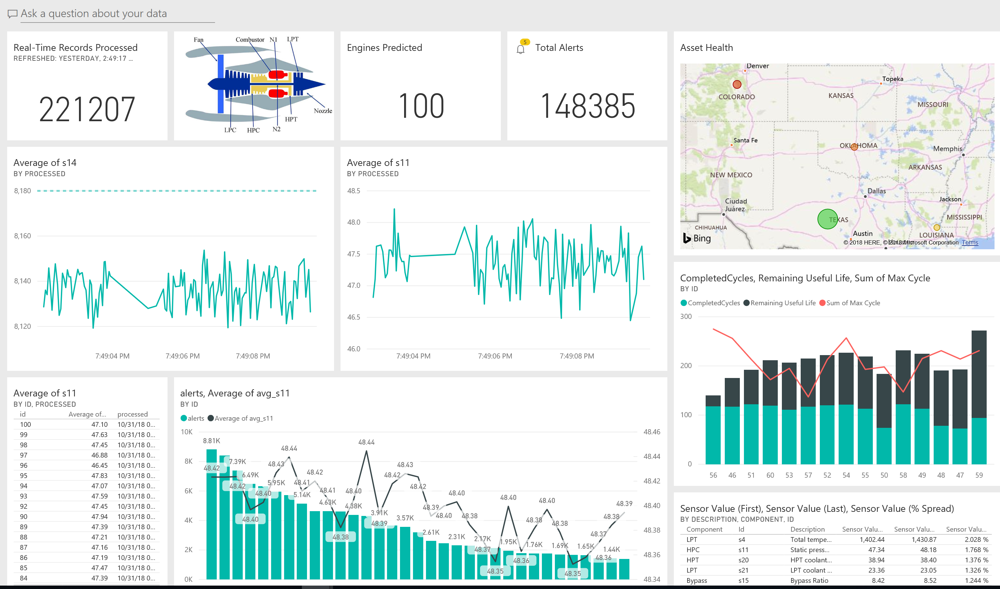 Ask a question about your data
Real-Time Records Processed
REFRESHED: YESTERDAY, 2:49:17 ...
221207
Fan
Combustor
N1
LPT
Nozzle
HPT
LPC
HPC
N2
Engines Predicted
100
5
Total Alerts
148385
Asset Health
Denver
Topeka
COLORADO
KANSAS
MISSOURI
Santa Fe
OKLAHOMA
Memphis
ARKANSAS
NEW MEXICO
Dallas
Ciudad
Juárez
Jackson
TEXAS
MISSISSIPPI
CHIHUAHUA
Austin
LOUISIANA
Bing
© 2018 HERE, © 2018 Microsoft Corporation Terms
Average of s14
BY PROCESSED
8,180
8,160
8,140
8,120
7:49:04 PM 7:49:06 PM 7:49:08 PM
Average of s11
BY PROCESSED
48.5
48.0
47.5
47.0
46.5
46.0
7:49:04 PM 7:49:06 PM 7:49:08 PM
CompletedCycles, Remaining Useful Life, Sum of Max Cycle
BY ID
CompletedCycles Remaining Useful Life Sum of Max Cycle
300
200
100
0
56 46 51 60 53 57 52 54 55 50 58 49 48 47 59
Average of s11
BY ID, PROCESSED
id Average of... processed
100 47.10 10/31/18 0...
99 47.63 10/31/18 0...
98 47.45 10/31/18 0...
97 46.88 10/31/18 0...
96 46.45 10/31/18 0...
95 47.83 10/31/18 0...
94 47.07 10/31/18 0...
93 47.59 10/31/18 0...
92 47.45 10/31/18 0...
90 47.94 10/31/18 0...
89 47.39 10/31/18 0...
88 47.21 10/31/18 0...
87 47.16 10/31/18 0...
86 47.19 10/31/18 0...
85 47.47 10/31/18 0...
84 47.39 10/31/18 0...
alerts, Average of avg_s11
BY ID
alerts Average of avg_s11
10K
8K
6K
4K
2K
0K
48.46
48.44
48.42
48.40
48.38
48.36
48.34
8.81K
7.39K
6.49K
5.95K
5.14K
4.63K
4.38K
3.91K
3.57K
2.61K
2.31K
2.17K
1.95K
1.76K
1.69K
1.65K
1.44K
48.42
48.42
48.40
48.40
48.43
48.44
48.41
48.42
48.41
48.38
48.40
48.44
48.39
48.42
48.43
48.42
48.39
48.40
48.40
48.38
48.37
48.35
48.40
48.36
48.38
48.40
48.38
48.35
48.36
48.37
48.38
48.39
Sensor Value (First), Sensor Value (Last), Sensor Value (% Spread)
BY DESCRIPTION, COMPONENT, ID
Component Id Description Sensor Valu... Sensor Valu... Sensor Valu...
LPT s4 Total tempe... 1,402.44 1,430.87 2.028 %
HPC s11 Static press... 47.34 48.18 1.768 %
HPT s20 HPT coolant... 38.94 38.40 1.376 %
LPT s21 LPT coolant ... 23.36 23.05 1.326 %
Bypass s15 Bypass Ratio 8.42 8.52 1.244 %